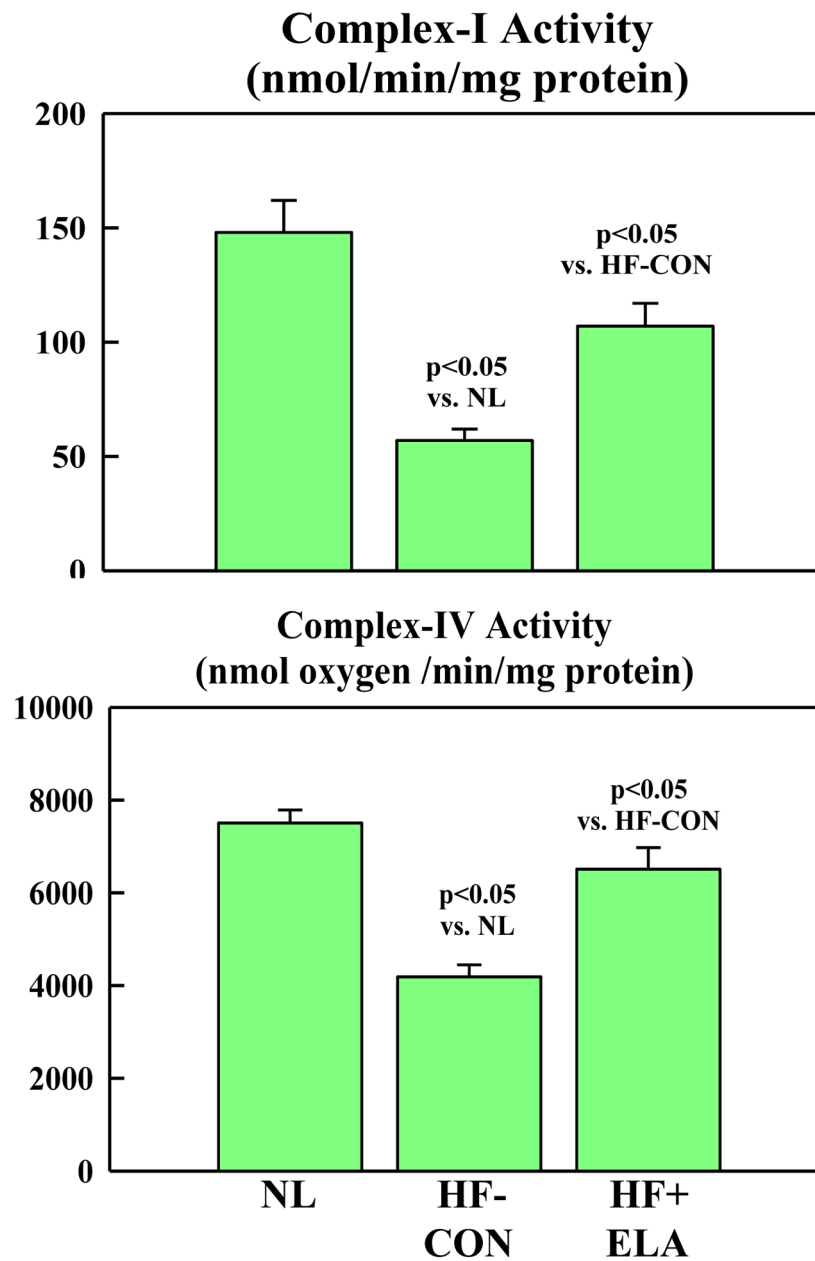 Complex-I Activity
(nmol/min/mg protein)
200
150
100
50
0
p<0.05
vs. NL
p<0.05
vs. HF-CON
Complex-IV Activity
(nmol oxygen /min/mg protein)
10000
8000
6000
4000
2000
0
p<0.05
vs. NL
p<0.05
vs. HF-CON
NL
HF-
CON
HF+
ELA